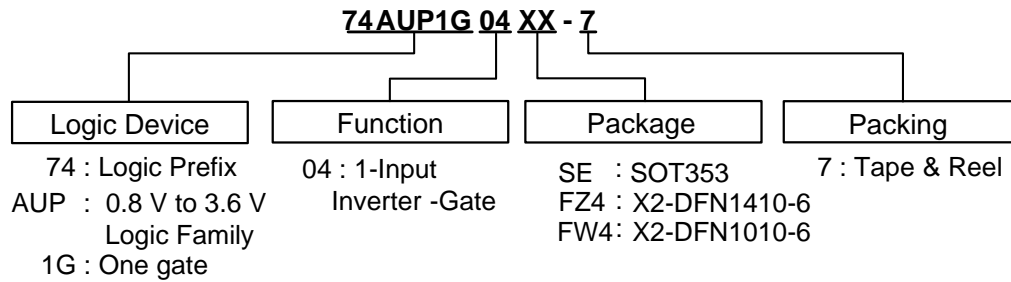 74AUP1G 04 XX - 7
Logic Device
74 : Logic Prefix
AUP : 0.8 V to 3.6 V
Logic Family
1G : One gate
Function
04 : 1-Input
Inverter -Gate
Package
SE : SOT353
FZ4 : X2-DFN1410-6
FW4: X2-DFN1010-6
Packing
7 : Tape & Reel